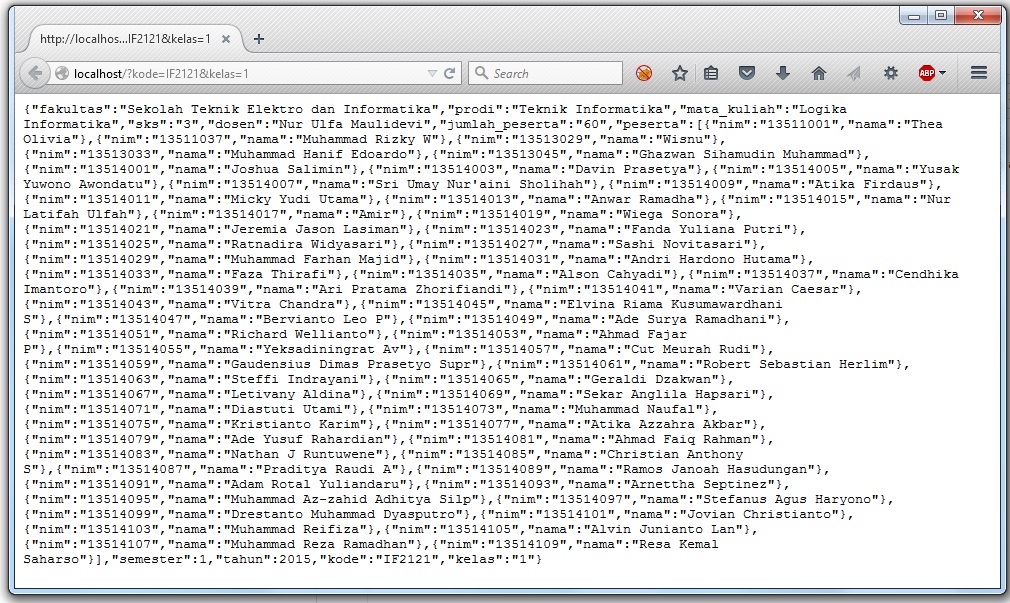 http://localhos...IF2121&kelas=1
localhost/?kode=IF2121&kelas=1
Search
ABP
{"fakultas":"Sekolah Teknik Elektro dan Informatika","prodi":"Teknik Informatika","mata_kuliah":"Logika
Informatika","sks":"3","dosen":"Nur Ulfa Maulidevi","jumlah_peserta":"60","peserta":[{"nim":"13511001","nama":"Thea
Olivia"},{"nim":"13511037","nama":"Muhammad Rizky W"},{"nim":"13513029","nama":"Wisnu"},
{"nim":"13513033","nama":"Muhammad Hanif Edoardo"},{"nim":"13513045","nama":"Ghazwan Sihamudin Muhammad"},
{"nim":"13514001","nama":"Joshua Salimin"},{"nim":"13514003","nama":"Davin Prasetya"},{"nim":"13514005","nama":"Yusak
Yuwono Awondatu"},{"nim":"13514007","nama":"Sri Umay Nur'aini Sholihah"},{"nim":"13514009","nama":"Atika Firdaus"},
{"nim":"13514011","nama":"Micky Yudi Utama"},{"nim":"13514013","nama":"Anwar Ramadha"},{"nim":"13514015","nama":"Nur
Latifah Ulfah"},{"nim":"13514017","nama":"Amir"},{"nim":"13514019","nama":"Wiega Sonora"},
{"nim":"13514021","nama":"Jeremia Jason Lasiman"},{"nim":"13514023","nama":"Fanda Yuliana Putri"},
{"nim":"13514025","nama":"Ratnadira Widyasari"},{"nim":"13514027","nama":"Sashi Novitasari"},
{"nim":"13514029","nama":"Muhammad Farhan Majid"},{"nim":"13514031","nama":"Andri Hardono Hutama"},
{"nim":"13514033","nama":"Faza Thirafi"},{"nim":"13514035","nama":"Alson Cahyadi"},{"nim":"13514037","nama":"Cendhika
Imantoro"},{"nim":"13514039","nama":"Ari Pratama Zhorifiandi"},{"nim":"13514041","nama":"Varian Caesar"},
{"nim":"13514043","nama":"Vitra Chandra"},{"nim":"13514045","nama":"Elvina Riama Kusumawardhani
S"},{"nim":"13514047","nama":"Bervianto Leo P"},{"nim":"13514049","nama":"Ade Surya Ramadhani"},
{"nim":"13514051","nama":"Richard Wellianto"},{"nim":"13514053","nama":"Ahmad Fajar
P"},{"nim":"13514055","nama":"Yeksadiningrat Av"},{"nim":"13514057","nama":"Cut Meurah Rudi"},
{"nim":"13514059","nama":"Gaudensius Dimas Prasetyo Supr"},{"nim":"13514061","nama":"Robert Sebastian Herlim"},
{"nim":"13514063","nama":"Steffi Indrayani"},{"nim":"13514065","nama":"Geraldi Dzakwan"},
{"nim":"13514067","nama":"Letivany Aldina"},{"nim":"13514069","nama":"Sekar Anglila Hapsari"},
{"nim":"13514071","nama":"Diastuti Utami"},{"nim":"13514073","nama":"Muhammad Naufal"},
{"nim":"13514075","nama":"Kristianto Karim"},{"nim":"13514077","nama":"Atika Azzahra Akbar"},
{"nim":"13514079","nama":"Ade Yusuf Rahardian"},{"nim":"13514081","nama":"Ahmad Faiq Rahman"},
{"nim":"13514083","nama":"Nathan J Runtuwene"},{"nim":"13514085","nama":"Christian Anthony
S"},{"nim":"13514087","nama":"Praditya Raudi A"},{"nim":"13514089","nama":"Ramos Janoah Hasudungan"},
{"nim":"13514091","nama":"Adam Rotal Yuliandaru"},{"nim":"13514093","nama":"Arnettha Septinez"},
{"nim":"13514095","nama":"Muhammad Az-zahid Adhitya Silp"},{"nim":"13514097","nama":"Stefanus Agus Haryono"},
{"nim":"13514099","nama":"Drestanto Muhammad Dyasputro"},{"nim":"13514101","nama":"Jovian Christianto"},
{"nim":"13514103","nama":"Muhammad Reifiza"},{"nim":"13514105","nama":"Alvin Junianto Lan"},
{"nim":"13514107","nama":"Muhammad Reza Ramadhan"},{"nim":"13514109","nama":"Resa Kemal
Saharso"}],"semester":1,"tahun":2015,"kode":"IF2121","kelas":"1"}